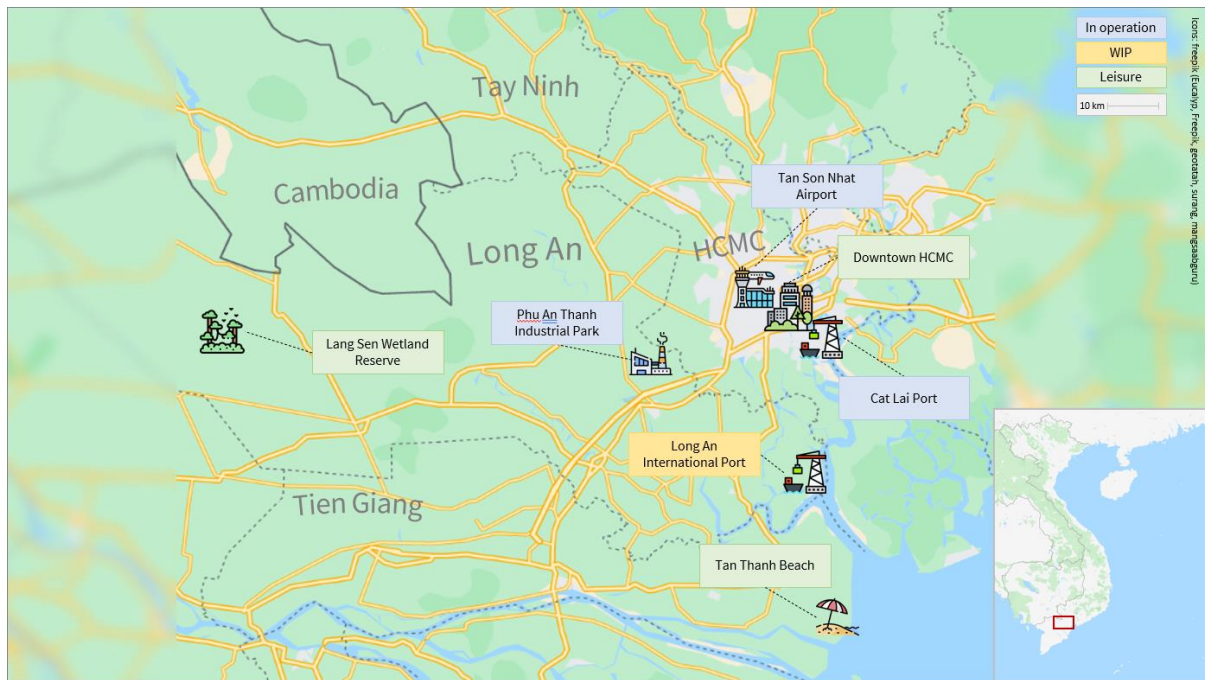 In operation
WIP
Leisure
10 km
Icons: freepik (Eucalyp, Freepik, geotatah, surang, mangsaabguru)
Tay Ninh
Cambodia
Long An
HCMC
Tan Son Nhat
Airport
Downtown HCMC
Phu An Thanh
Industrial Park
Lang Sen Wetland
Reserve
Cat Lai Port
Long An
International Port
Tien Giang
Tan Thanh Beach